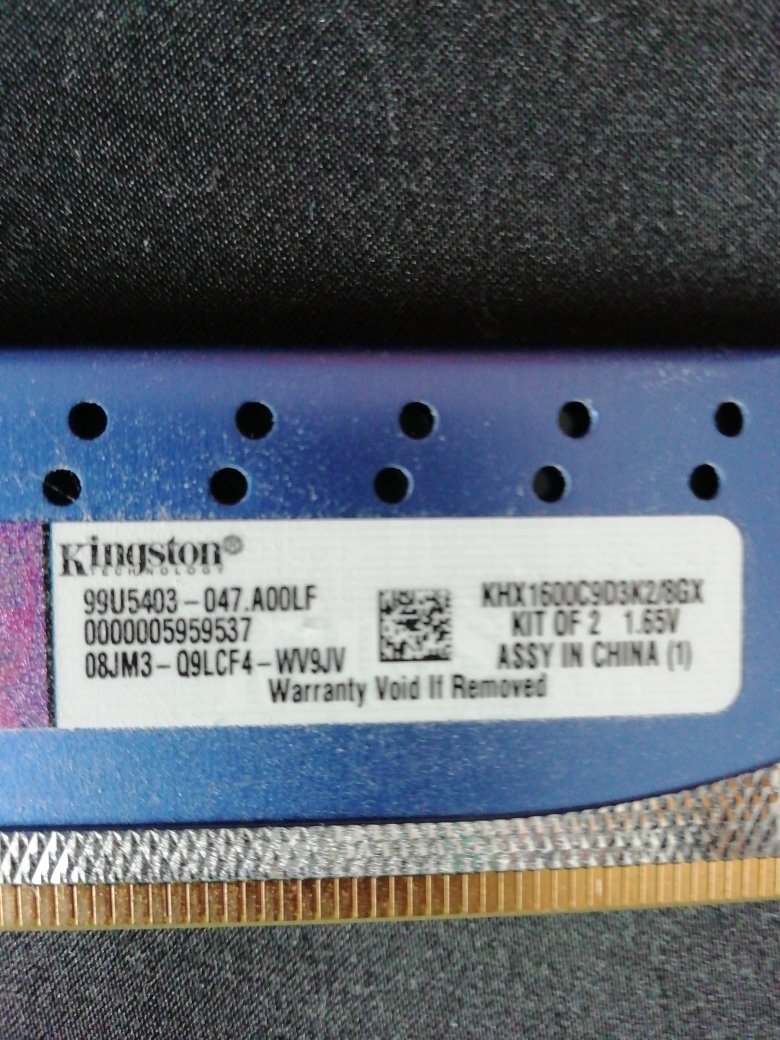 Kingston®
TECHNOLOGY
99U5403-047.A00LF
0000005959537
08JM3-Q9LCF4-WV9JV
KHX1600C9D3K2/8GX
KIT OF 2 1.65V
ASSY IN CHINA (1)
Warranty Void If Removed